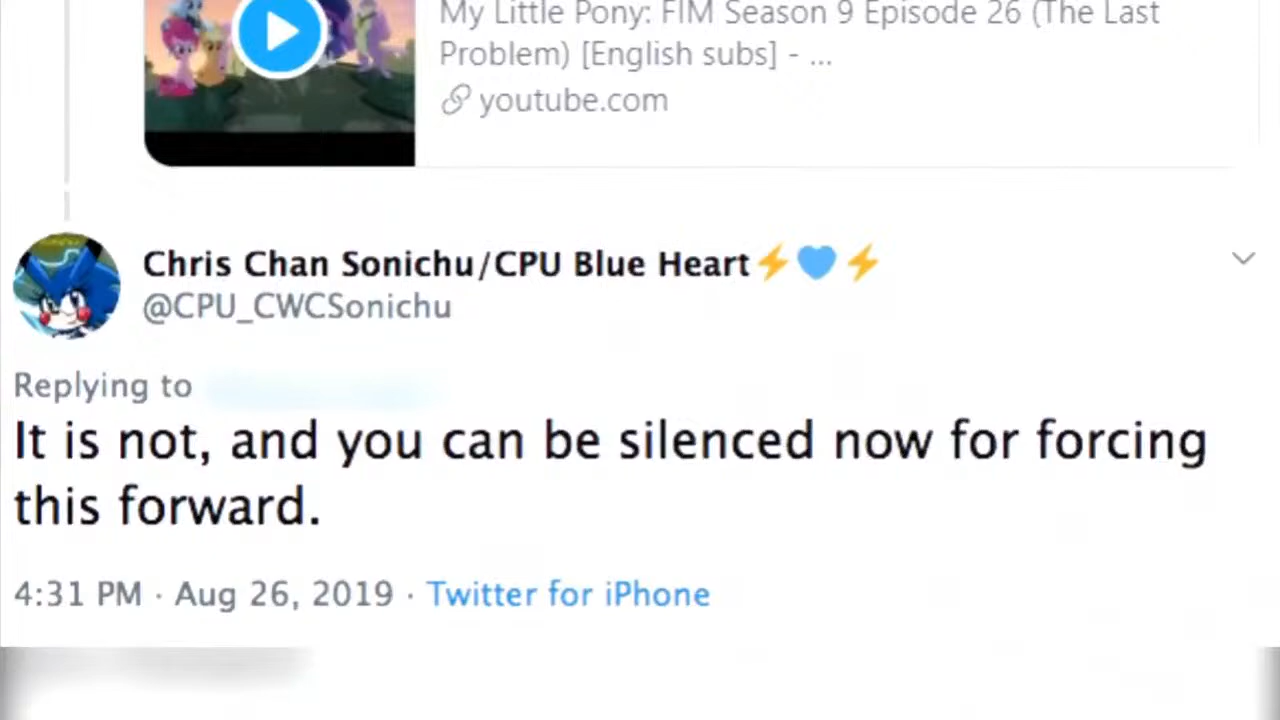 My Little Pony: FIM Season 9 Episode 26 (The Last
Problem) [English subs] - ...
youtube.com
Chris Chan Sonichu/CPU Blue Heart⚡💙⚡
@CPU_CWCSonichu
Replying to
It is not, and you can be silenced now for forcing
this forward.
4:31 PM · Aug 26, 2019 · Twitter for iPhone